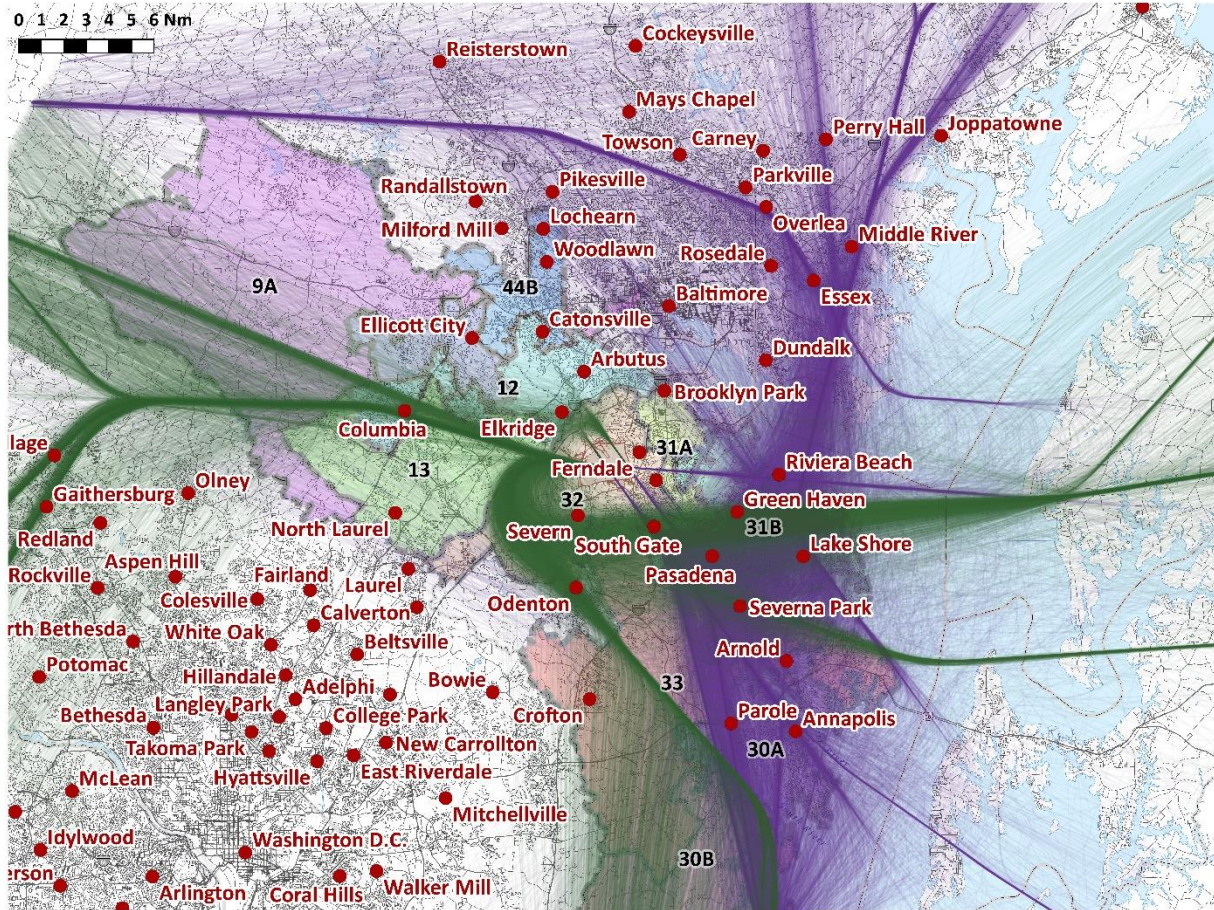 0 1 2 3 4 5 6 Nm
Cockeysville
Reisterstown
Mays Chapel
Towson
Carney
Perry Hall
Joppatowne
Randallstown
Pikesville
Parkville
Overlea
Milford Mill
Lochearn
Middle River
Woodlawn
Rosedale
9A
44B
Essex
Baltimore
Ellicott City
Catonsville
Dundalk
Arbutus
12
Brooklyn Park
Columbia
Elkridge
31A
lage
13
Ferndale
Riviera Beach
Gaithersburg
Olney
32
Green Haven
31B
North Laurel
Severn
South Gate
Redland
Lake Shore
Aspen Hill
Pasadena
Rockville
Fairland
Laurel
Odenton
Severna Park
Colesville
Calverton
rth Bethesda
White Oak
Beltsville
Arnold
Potomac
Hillandale
33
Adelphi
Bowie
Langley Park
Crofton
Parole
Annapolis
Bethesda
College Park
30A
Takoma Park
New Carrollton
Hyattsville
East Riverdale
McLean
Mitchellville
Idylwood
Washington D.C.
30B
erson
Arlington
Coral Hills
Walker Mill